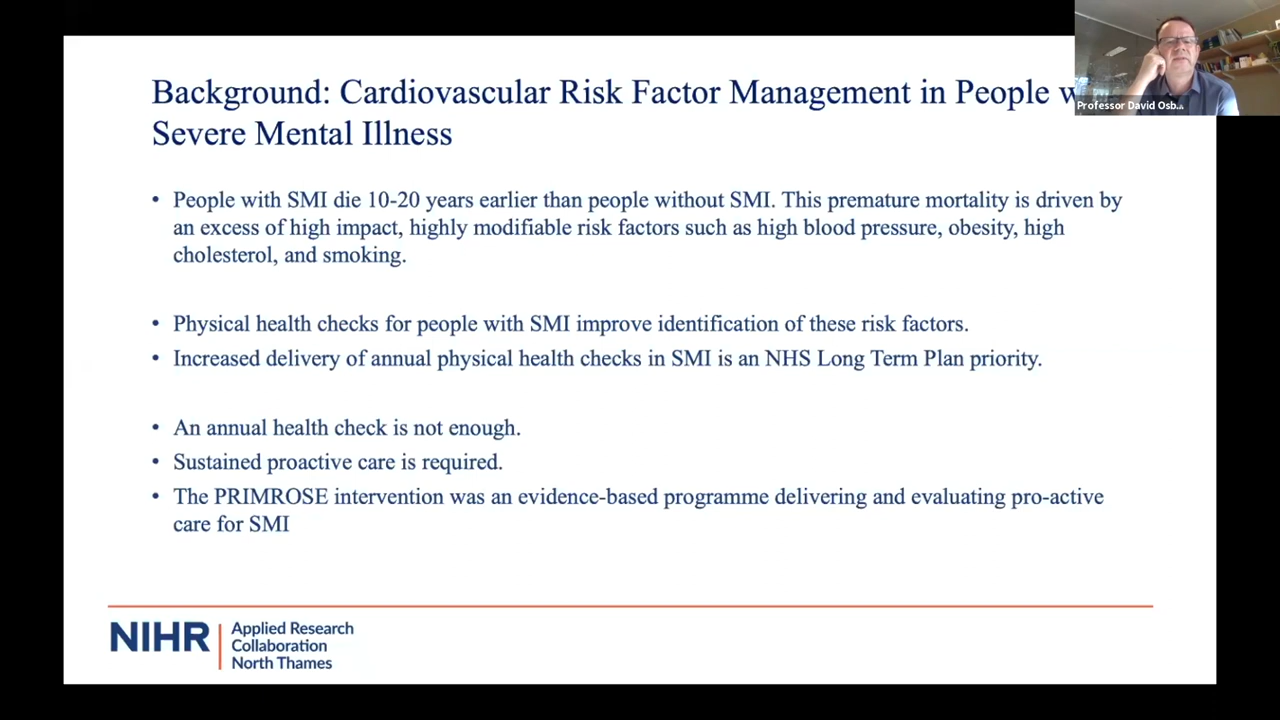 Background: Cardiovascular Risk Factor Management in People w
Severe Mental Illness
Professor David Osb...
• People with SMI die 10-20 years earlier than people without SMI. This premature mortality is driven by
an excess of high impact, highly modifiable risk factors such as high blood pressure, obesity, high
cholesterol, and smoking.
• Physical health checks for people with SMI improve identification of these risk factors.
• Increased delivery of annual physical health checks in SMI is an NHS Long Term Plan priority.
• An annual health check is not enough.
• Sustained proactive care is required.
• The PRIMROSE intervention was an evidence-based programme delivering and evaluating pro-active
care for SMI
NIHR
Applied Research
Collaboration
North Thames